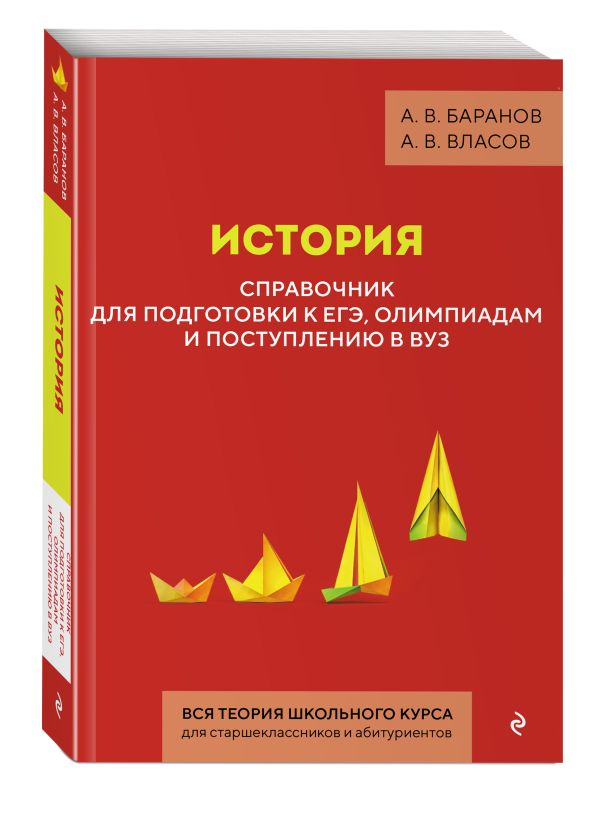 А. В. БАРАНОВ
А. В. ВЛАСОВ
ИСТОРИЯ
СПРАВОЧНИК
ДЛЯ ПОДГОТОВКИ К ЕГЭ, ОЛИМПИАДАМ
И ПОСТУПЛЕНИЮ В ВУЗ
ВСЯ ТЕОРИЯ ШКОЛЬНОГО КУРСА
для старшеклассников и абитуриентов
А. В. БАРАНОВ
А. В. ВЛАСОВ
ИСТОРИЯ
СПРАВОЧНИК
ДЛЯ ПОДГОТОВКИ К ЕГЭ,
ОЛИМПИАДАМ
И ПОСТУПЛЕНИЮ В ВУЗ